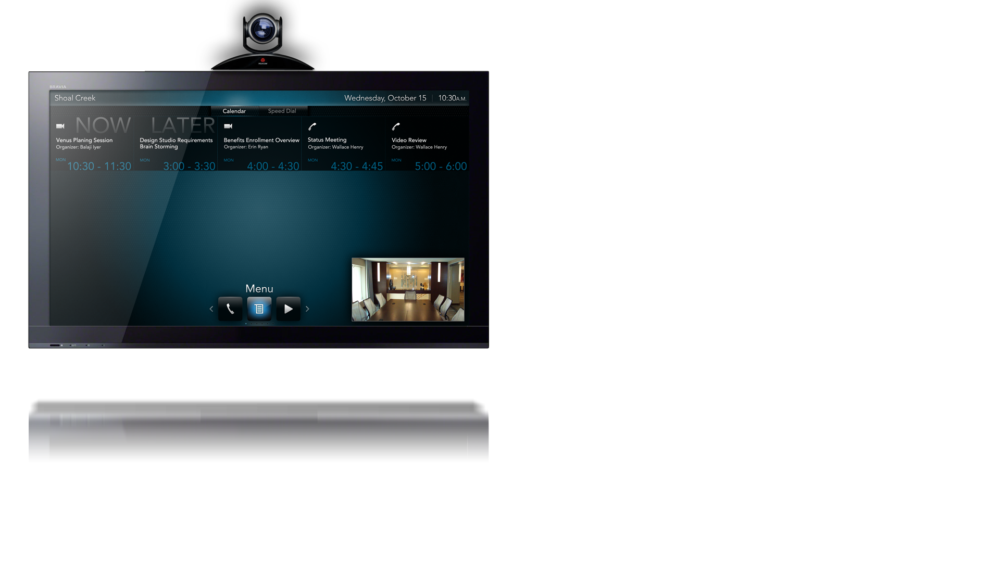 POLYCOM
BRAVIA
Shoal Creek
Wednesday, October 15 10:30A.M.
Calendar
Speed Dial
NOW
Venus Planing Session
Organizer: Balaji Iyer
MON
10:30 - 11:30
LATER
Design Studio Requirements
Brain Storming
MON
3:00 - 3:30
Benefits Enrollment Overview
Organizer: Erin Ryan
MON
4:00 - 4:30
Status Meeting
Organizer: Wallace Henry
MON
4:30 - 4:45
Video Review
Organizer: Wallace Henry
MON
5:00 - 6:00
Menu